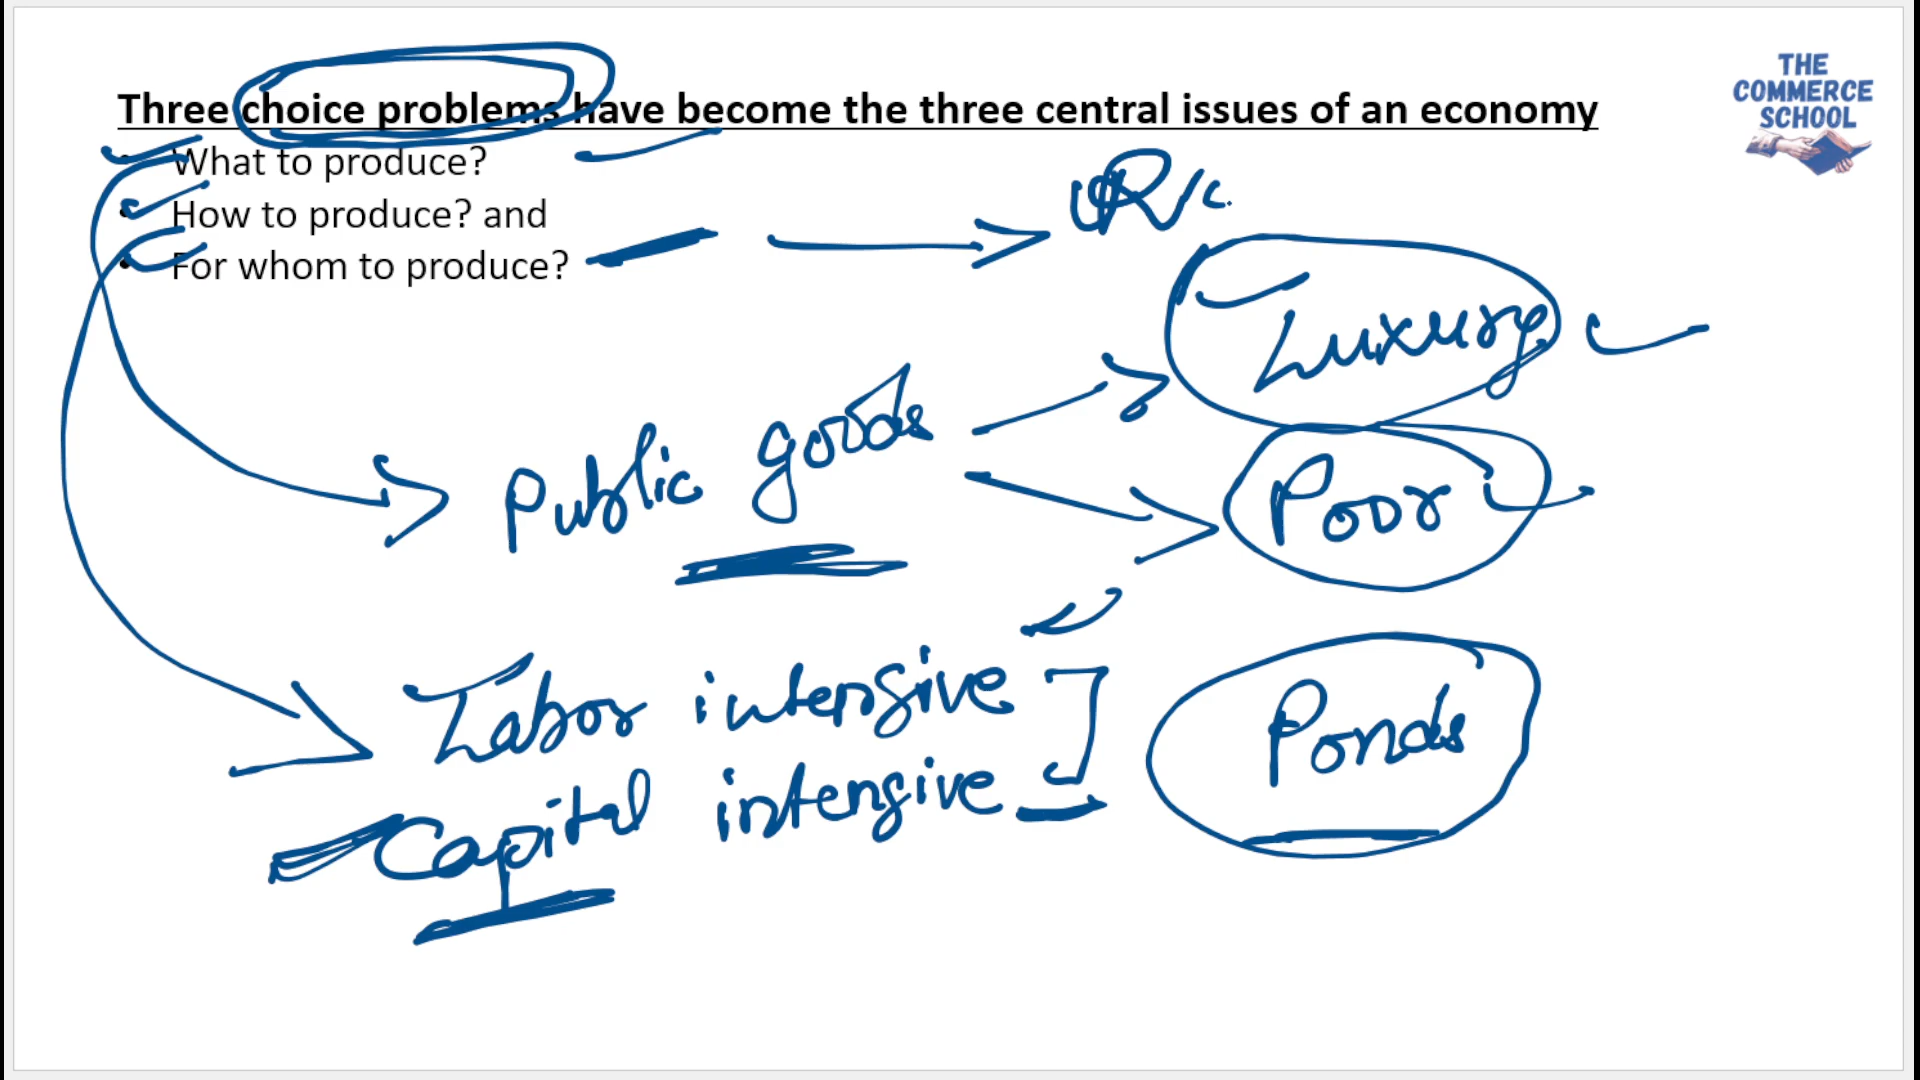 Three choice problems have become the three central issues of an economy
THE
COMMERCE
SCHOOL
• What to produce?
• How to produce? and
• For whom to produce?
Luxury
Public goods
Poor
Labor intensive
Capital intensive
Ponds